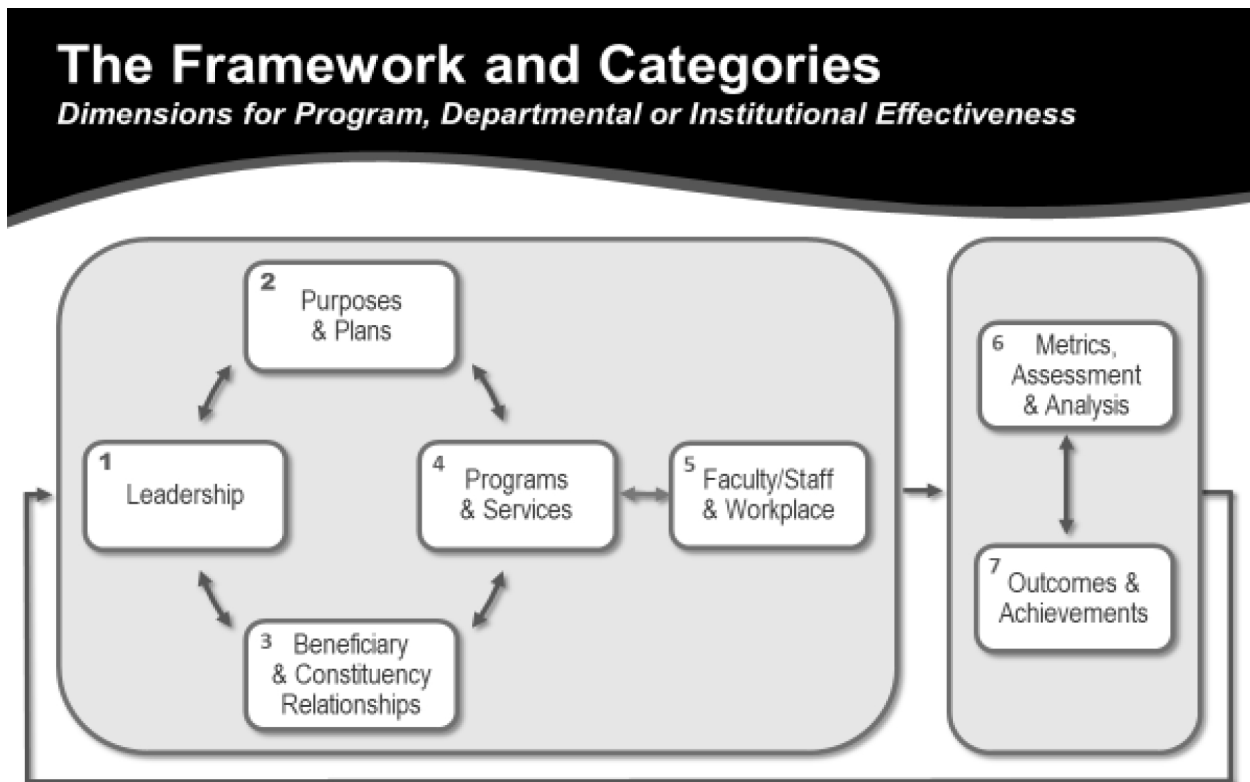 The Framework and Categories
Dimensions for Program, Departmental or Institutional Effectiveness
2
Purposes
& Plans
1
Leadership
4
Programs
& Services
5
Faculty/Staff
& Workplace
3
Beneficiary
& Constituency
Relationships
6
Metrics,
Assessment
& Analysis
7
Outcomes &
Achievements